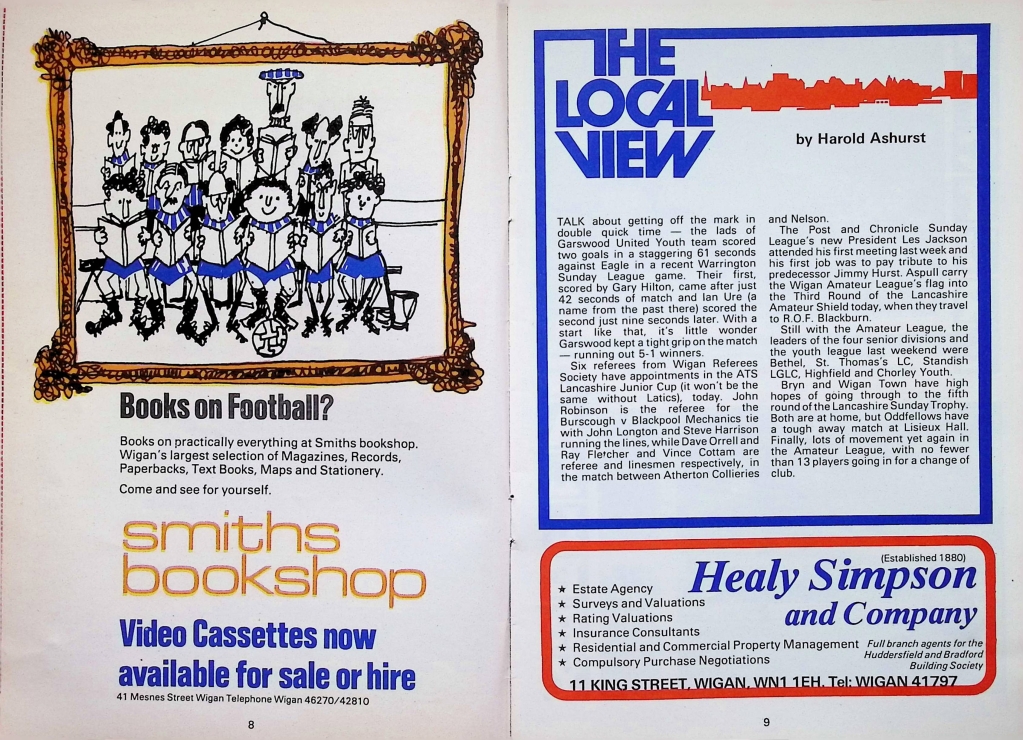 Books on Football?
Books on practically everything at Smiths bookshop.
Wigan's largest selection of Magazines, Records,
Paperbacks, Text Books, Maps and Stationery.
Come and see for yourself.
smiths
bookshop
Video Cassettes now
available for sale or hire
41 Mesnes Street Wigan Telephone Wigan 46270/42810
8
THE
LOCAL
VIEW
by Harold Ashurst
TALK about getting off the mark in
double quick time — the lads of
Garswood United Youth team scored
two goals in a staggering 61 seconds
against Eagle in a recent Warrington
Sunday League game. Their first,
scored by Gary Hilton, came after just
42 seconds of match and Ian Ure (a
name from the past there) scored the
second just nine seconds later. With a
start like that, it's little wonder
Garswood kept a tight grip on the match
— running out 5-1 winners.
Six referees from Wigan Referees
Society have appointments in the ATS
Lancashire Junior Cup (it won't be the
same without Latics), today. John
Robinson is the referee for the
Burscough v Blackpool Mechanics tie
with John Longton and Steve Harrison
running the lines, while Dave Orrell and
Ray Fletcher and Vince Cottam are
referee and linesmen respectively, in
the match between Atherton Collieries
and Nelson.
The Post and Chronicle Sunday
League's new President Les Jackson
attended his first meeting last week and
his first job was to pay tribute to his
predecessor Jimmy Hurst. Aspull carry
the Wigan Amateur League's flag into
the Third Round of the Lancashire
Amateur Shield today, when they travel
to R.O.F. Blackburn.
Still with the Amateur League, the
leaders of the four senior divisions and
the youth league last weekend were
Bethel, St. Thomas's LC, Standish
LGLC, Highfield and Chorley Youth.
Bryn and Wigan Town have high
hopes of going through to the fifth
round of the Lancashire Sunday Trophy.
Both are at home, but Oddfellows have
a tough away match at Lisieux Hall.
Finally, lots of movement yet again in
the Amateur League, with no fewer
than 13 players going in for a change of
club.
(Established 1880)
Healy Simpson
and Company
★ Estate Agency
★ Surveys and Valuations
★ Rating Valuations
★ Insurance Consultants
★ Residential and Commercial Property Management
★ Compulsory Purchase Negotiations
Full branch agents for the
Huddersfield and Bradford
Building Society
11 KING STREET, WIGAN, WN1 1EH. Tel: WIGAN 41797
9